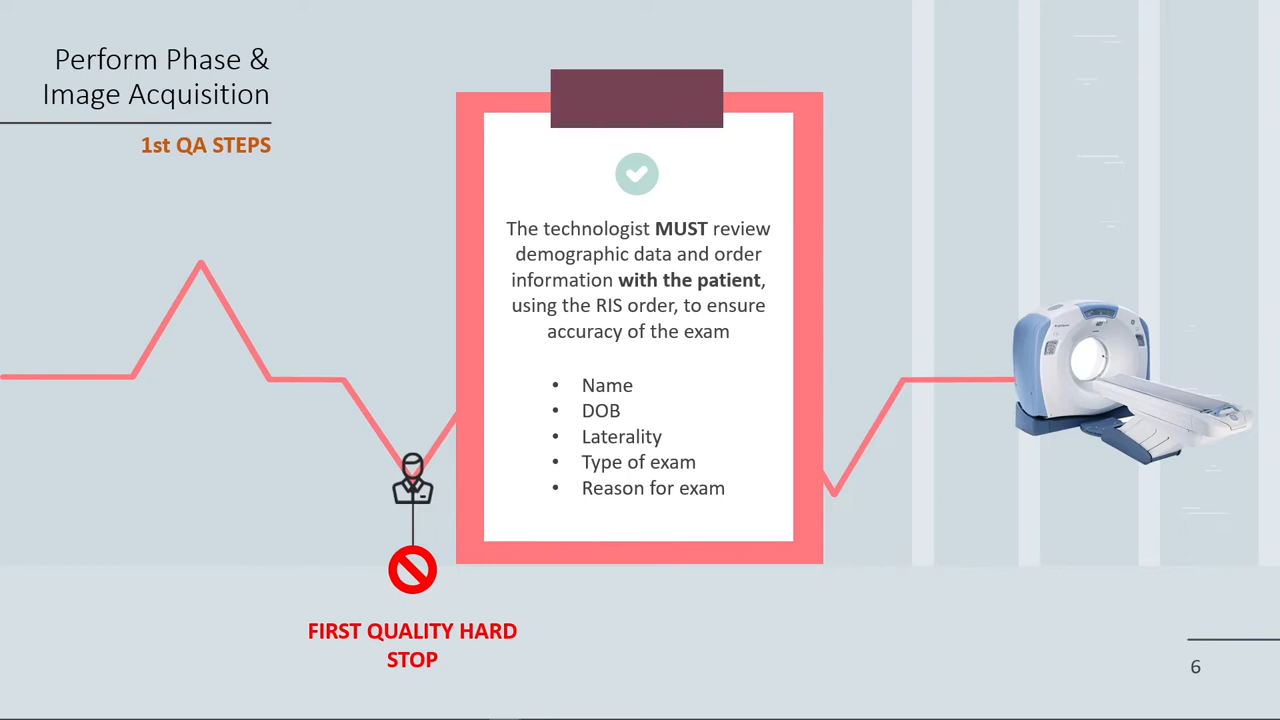 Perform Phase &
Image Acquisition
1st QA STEPS
The technologist MUST review
demographic data and order
information with the patient,
using the RIS order, to ensure
accuracy of the exam
• Name
• DOB
• Laterality
• Type of exam
• Reason for exam
FIRST QUALITY HARD
STOP
6